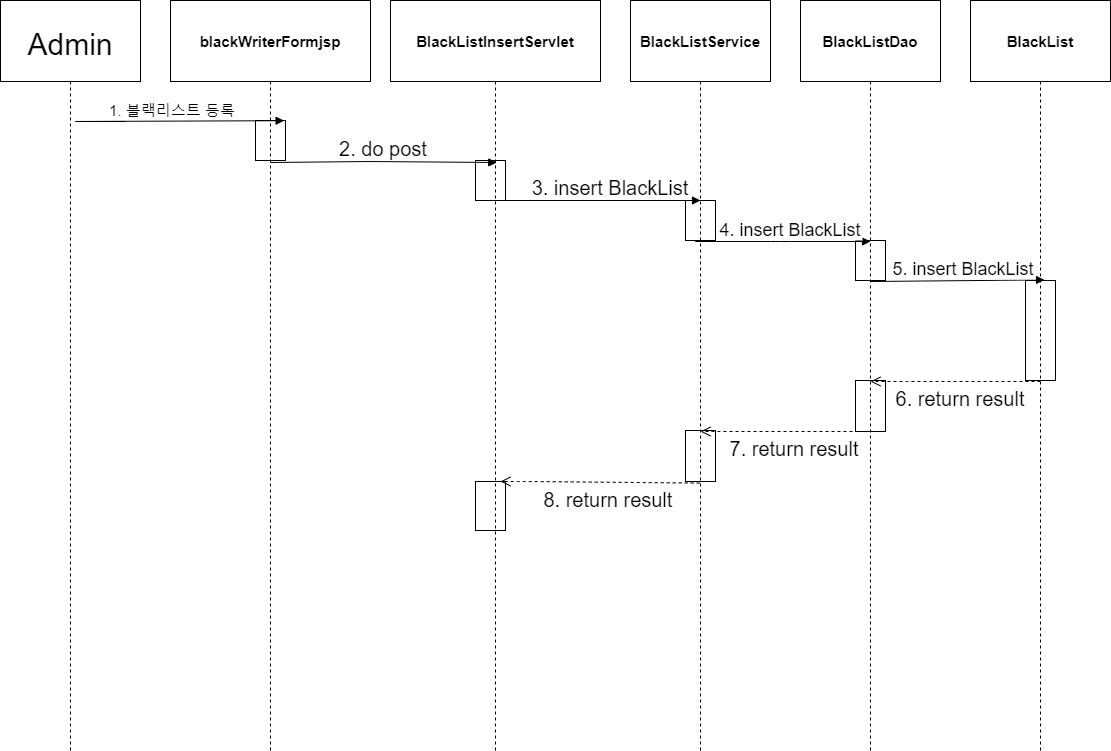 Admin
blackWriterFormjsp
BlackListInsertServlet
BlackListService
BlackListDao
BlackList
1. 블랙리스트 등록
2. do post
3. insert BlackList
4. insert BlackList
5. insert BlackList
6. return result
7. return result
8. return result